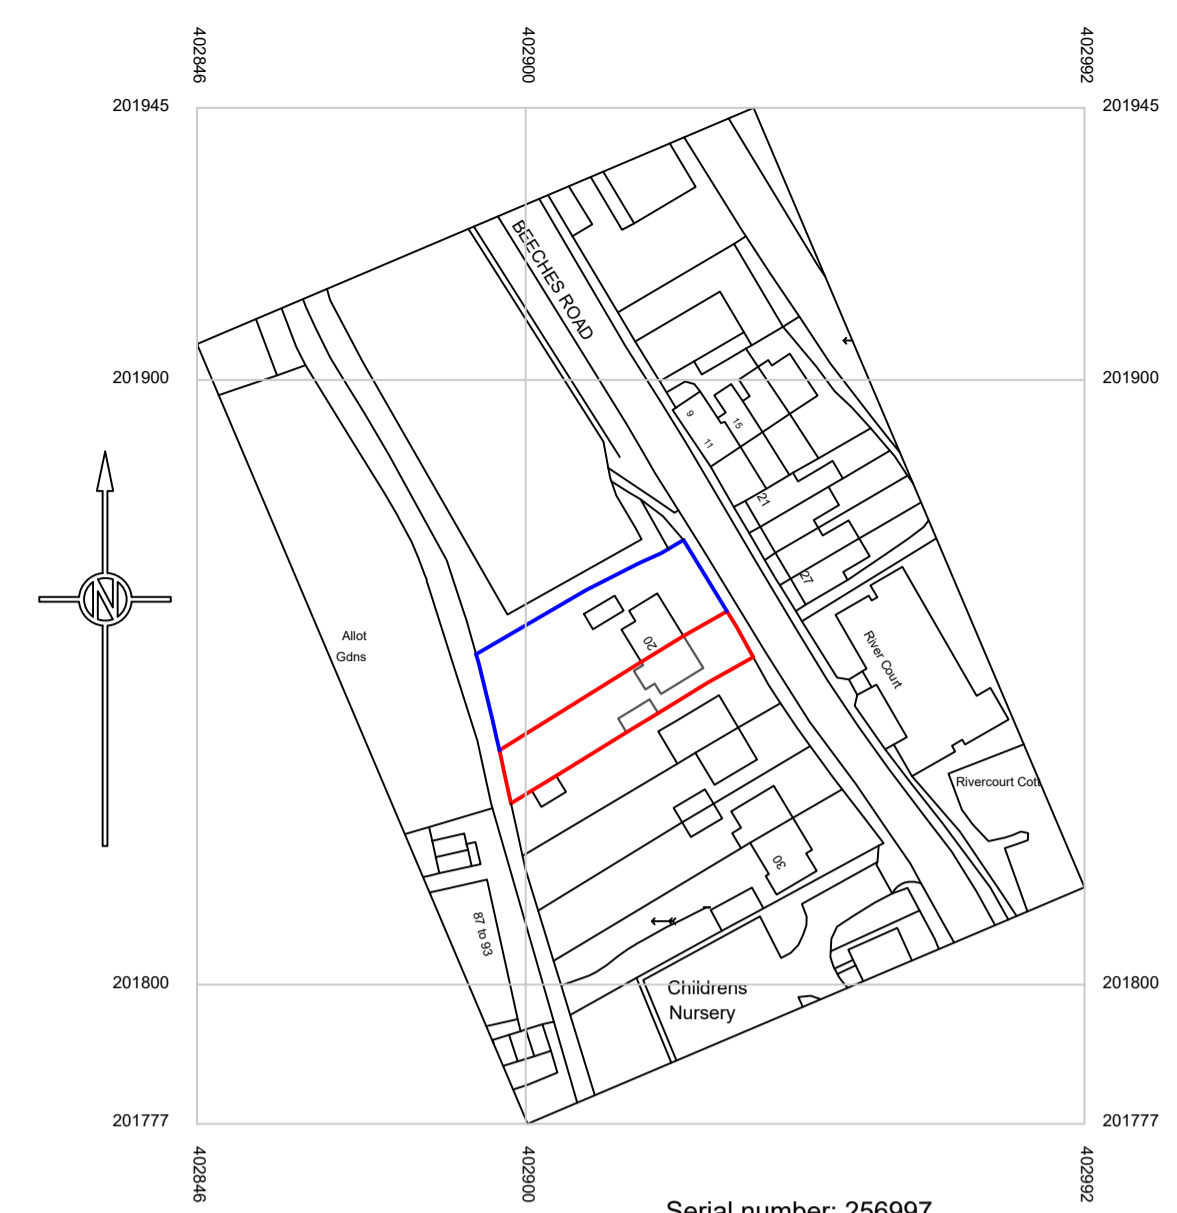 402846
402900
402992
201945
201945
BEECHES ROAD
201900
201900
9
11
15
21
27
N
Allot
Gdns
20
River Court
Rivercourt Cott
30
87 to 93
201800
201800
Childrens
Nursery
201777
201777
402846
402900
402992
Serial number: 256997